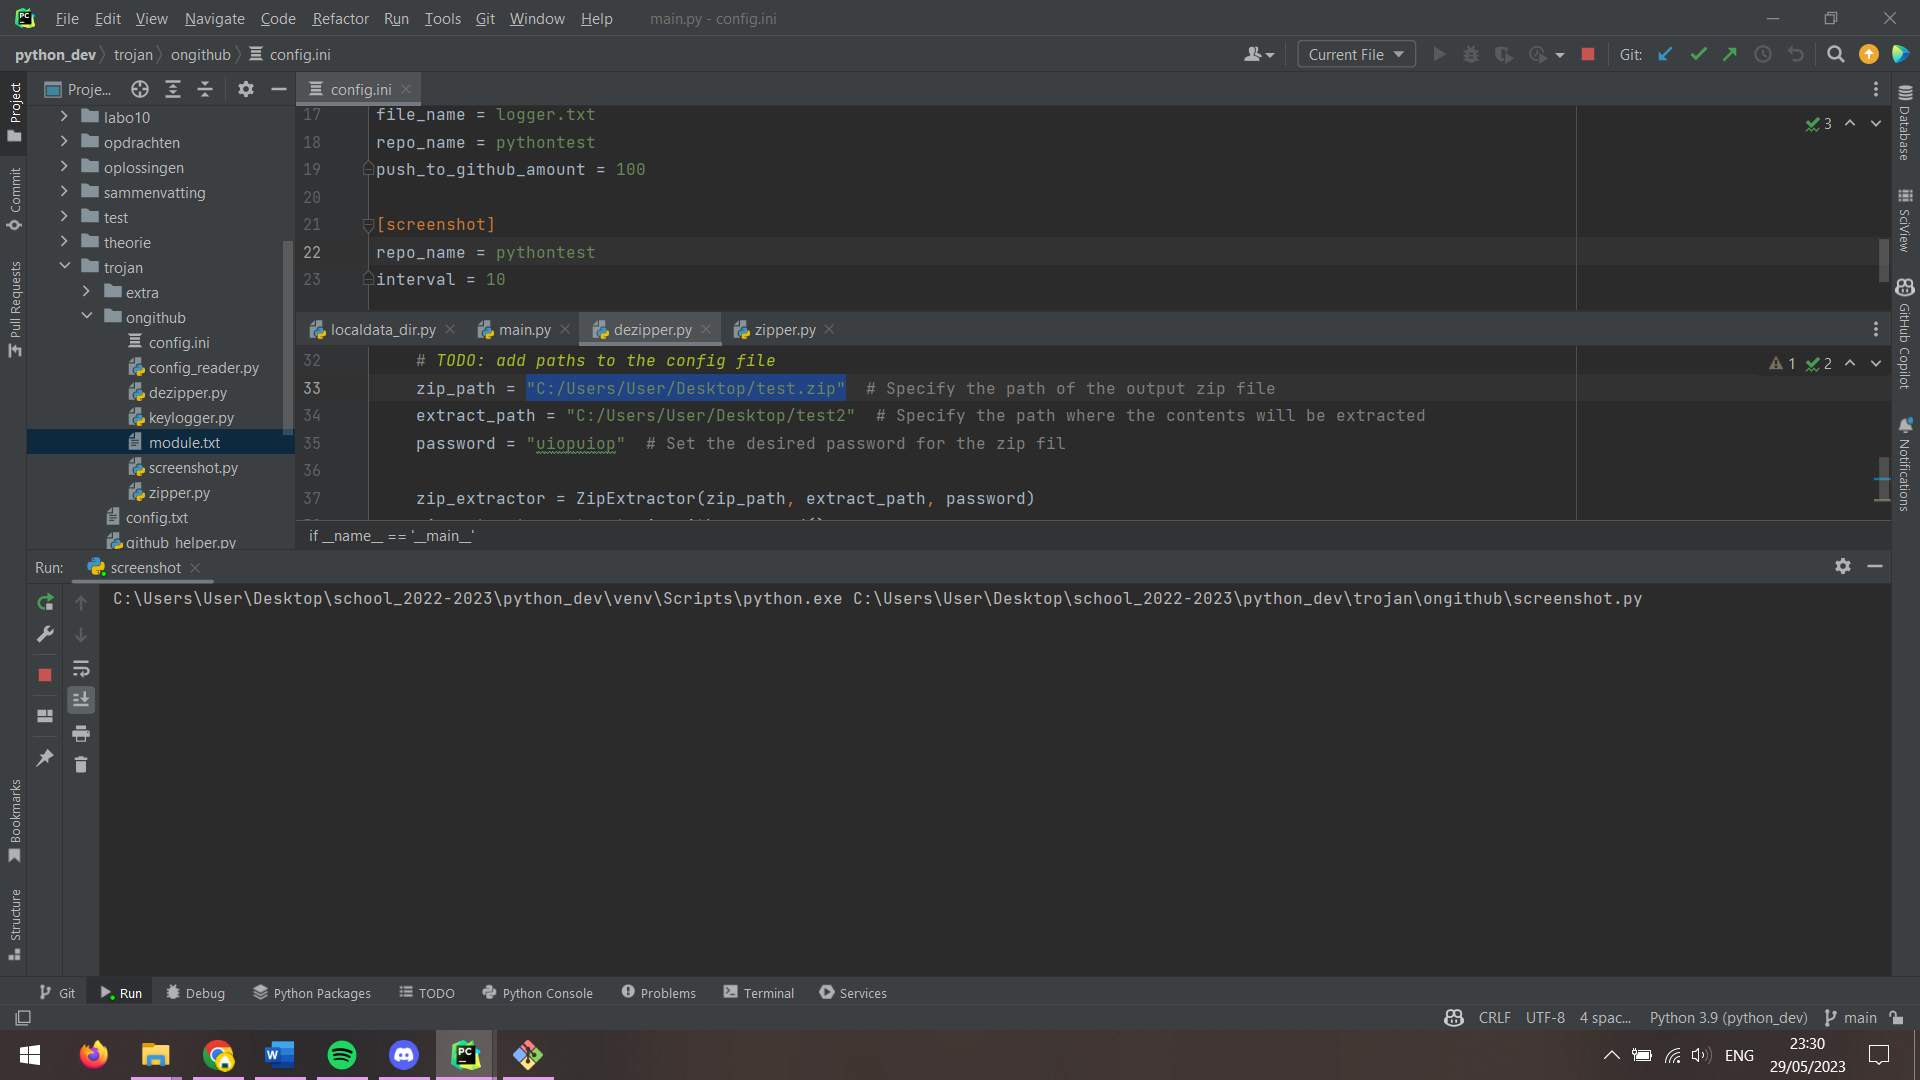 File Edit View Navigate Code Refactor Run Tools Git Window Help main.py - config.ini
python_dev trojan ongithub config.ini Current File Git:
Proje... config.ini
Project
Commit
Pull Requests
Bookmarks
Structure
labo10
opdrachten
oplossingen
sammenvatting
test
theorie
trojan
extra
ongithub
config.ini
config_reader.py
dezipper.py
keylogger.py
module.txt
screenshot.py
zipper.py
config.txt
github_helper.py
17 file_name = logger.txt
18 repo_name = pythontest
19 push_to_github_amount = 100
20
21 [screenshot]
22 repo_name = pythontest
23 interval = 10
3
localdata_dir.py main.py dezipper.py zipper.py
32 # TODO: add paths to the config file
33 zip_path = "C:/Users/User/Desktop/test.zip" # Specify the path of the output zip file
34 extract_path = "C:/Users/User/Desktop/test2" # Specify the path where the contents will be extracted
35 password = "uiopuiop" # Set the desired password for the zip fil
36
37 zip_extractor = ZipExtractor(zip_path, extract_path, password)
1 2
if __name__ == '__main__'
Database
SciView
GitHub Copilot
Notifications
Run: screenshot
C:\Users\User\Desktop\school_2022-2023\python_dev\venv\Scripts\python.exe C:\Users\User\Desktop\school_2022-2023\python_dev\trojan\ongithub\screenshot.py
Git Run Debug Python Packages TODO Python Console Problems Terminal Services
CRLF UTF-8 4 spac... Python 3.9 (python_dev) main
ENG
23:30
29/05/2023